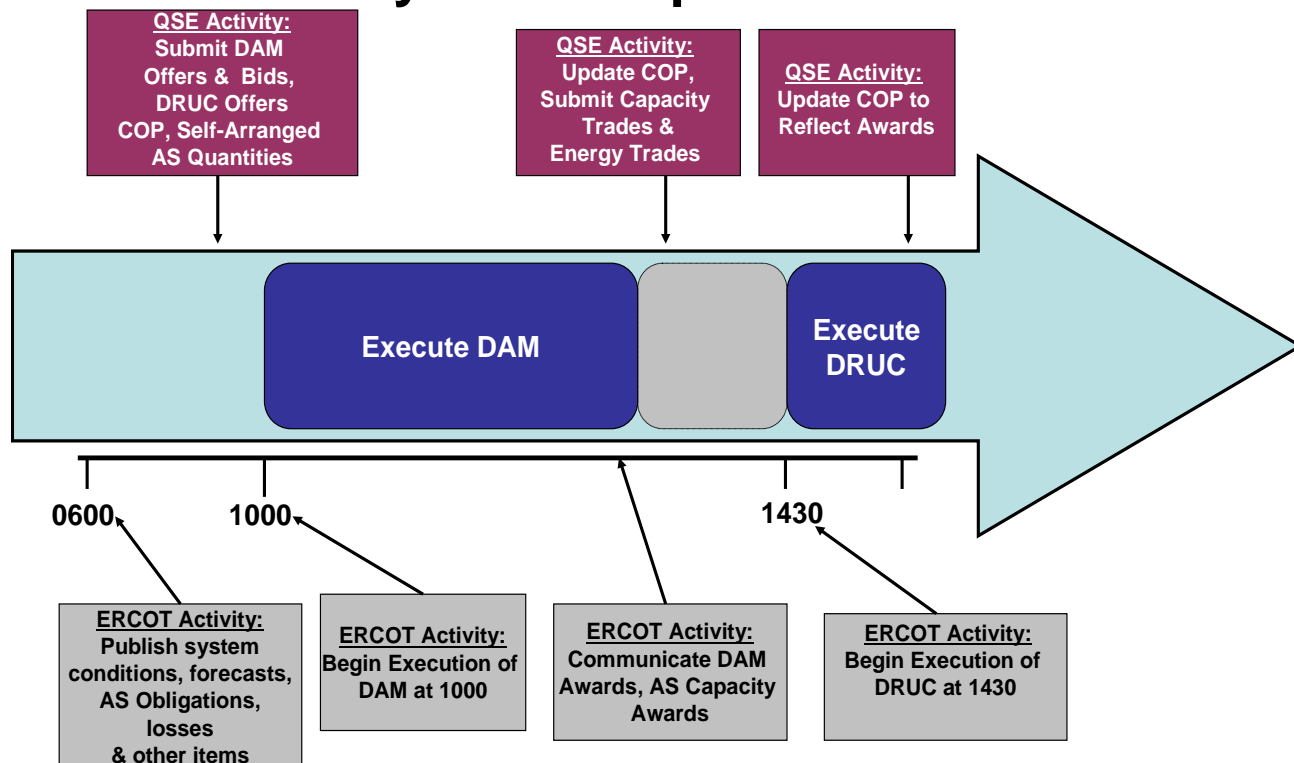 QSE Activity:
Submit DAM
Offers & Bids,
DRUC Offers
COP, Self-Arranged
AS Quantities
QSE Activity:
Update COP,
Submit Capacity
Trades &
Energy Trades
QSE Activity:
Update COP to
Reflect Awards
Execute DAM
Execute
DRUC
0600
1000
1430
ERCOT Activity:
Publish system
conditions, forecasts,
AS Obligations,
losses
& other items
ERCOT Activity:
Begin Execution of
DAM at 1000
ERCOT Activity:
Communicate DAM
Awards, AS Capacity
Awards
ERCOT Activity:
Begin Execution of
DRUC at 1430